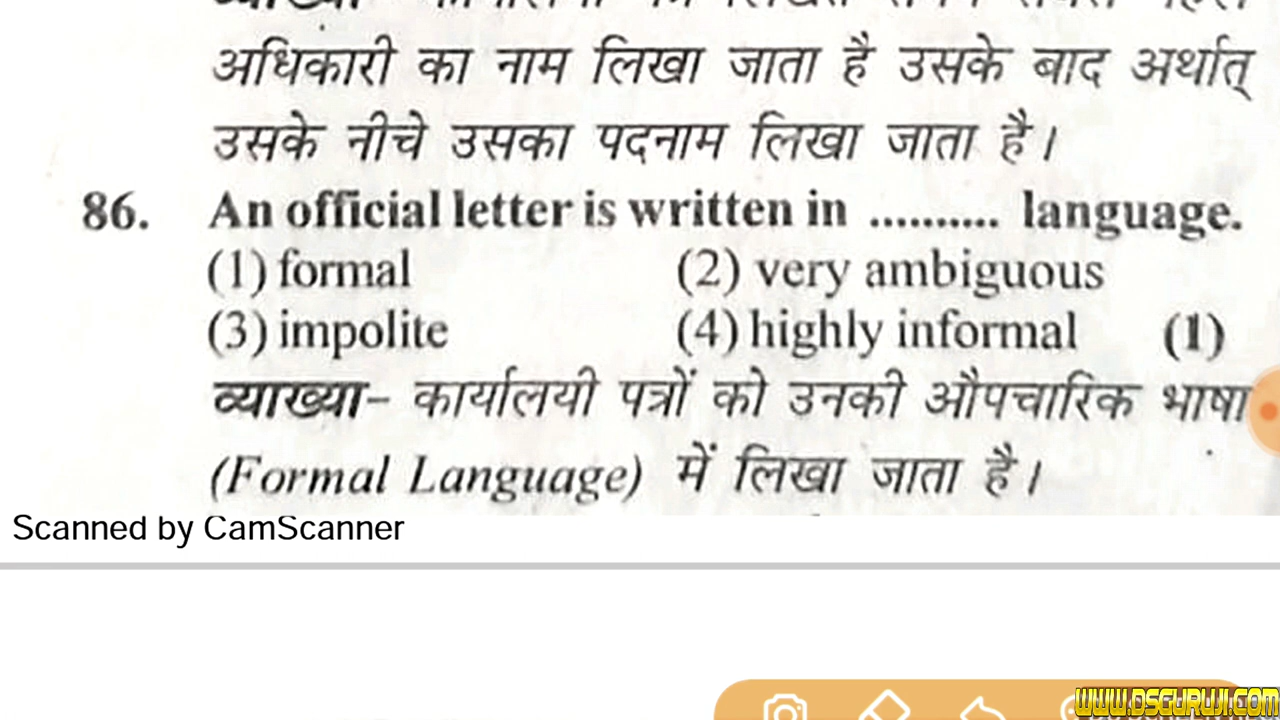 अधिकारी का नाम लिखा जाता है उसके बाद अर्थात्
उसके नीचे उसका पदनाम लिखा जाता है।
86. An official letter is written in .......... language.
(1) formal (2) very ambiguous
(3) impolite (4) highly informal (1)
व्याख्या– कार्यालयी पत्रों को उनकी औपचारिक भाषा
(Formal Language) में लिखा जाता है।
Scanned by CamScanner
WWW.DSGURUJI.COM